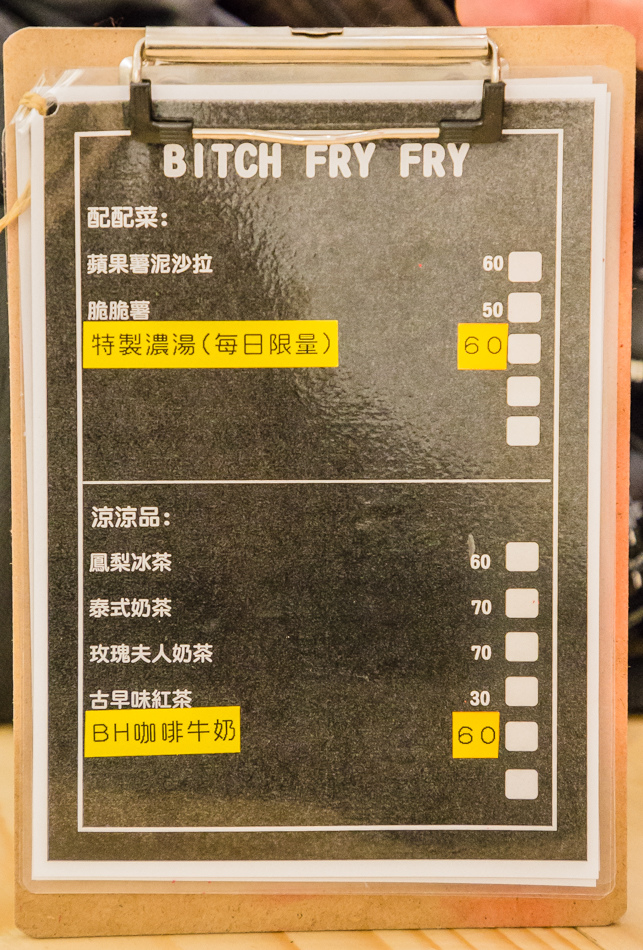 BITCH FRY FRY
配配菜:
蘋果薯泥沙拉 60
脆脆薯 50
特製濃湯(每日限量) 60
涼涼品:
鳳梨冰茶 60
泰式奶茶 70
玫瑰夫人奶茶 70
古早味紅茶 30
BH咖啡牛奶 60